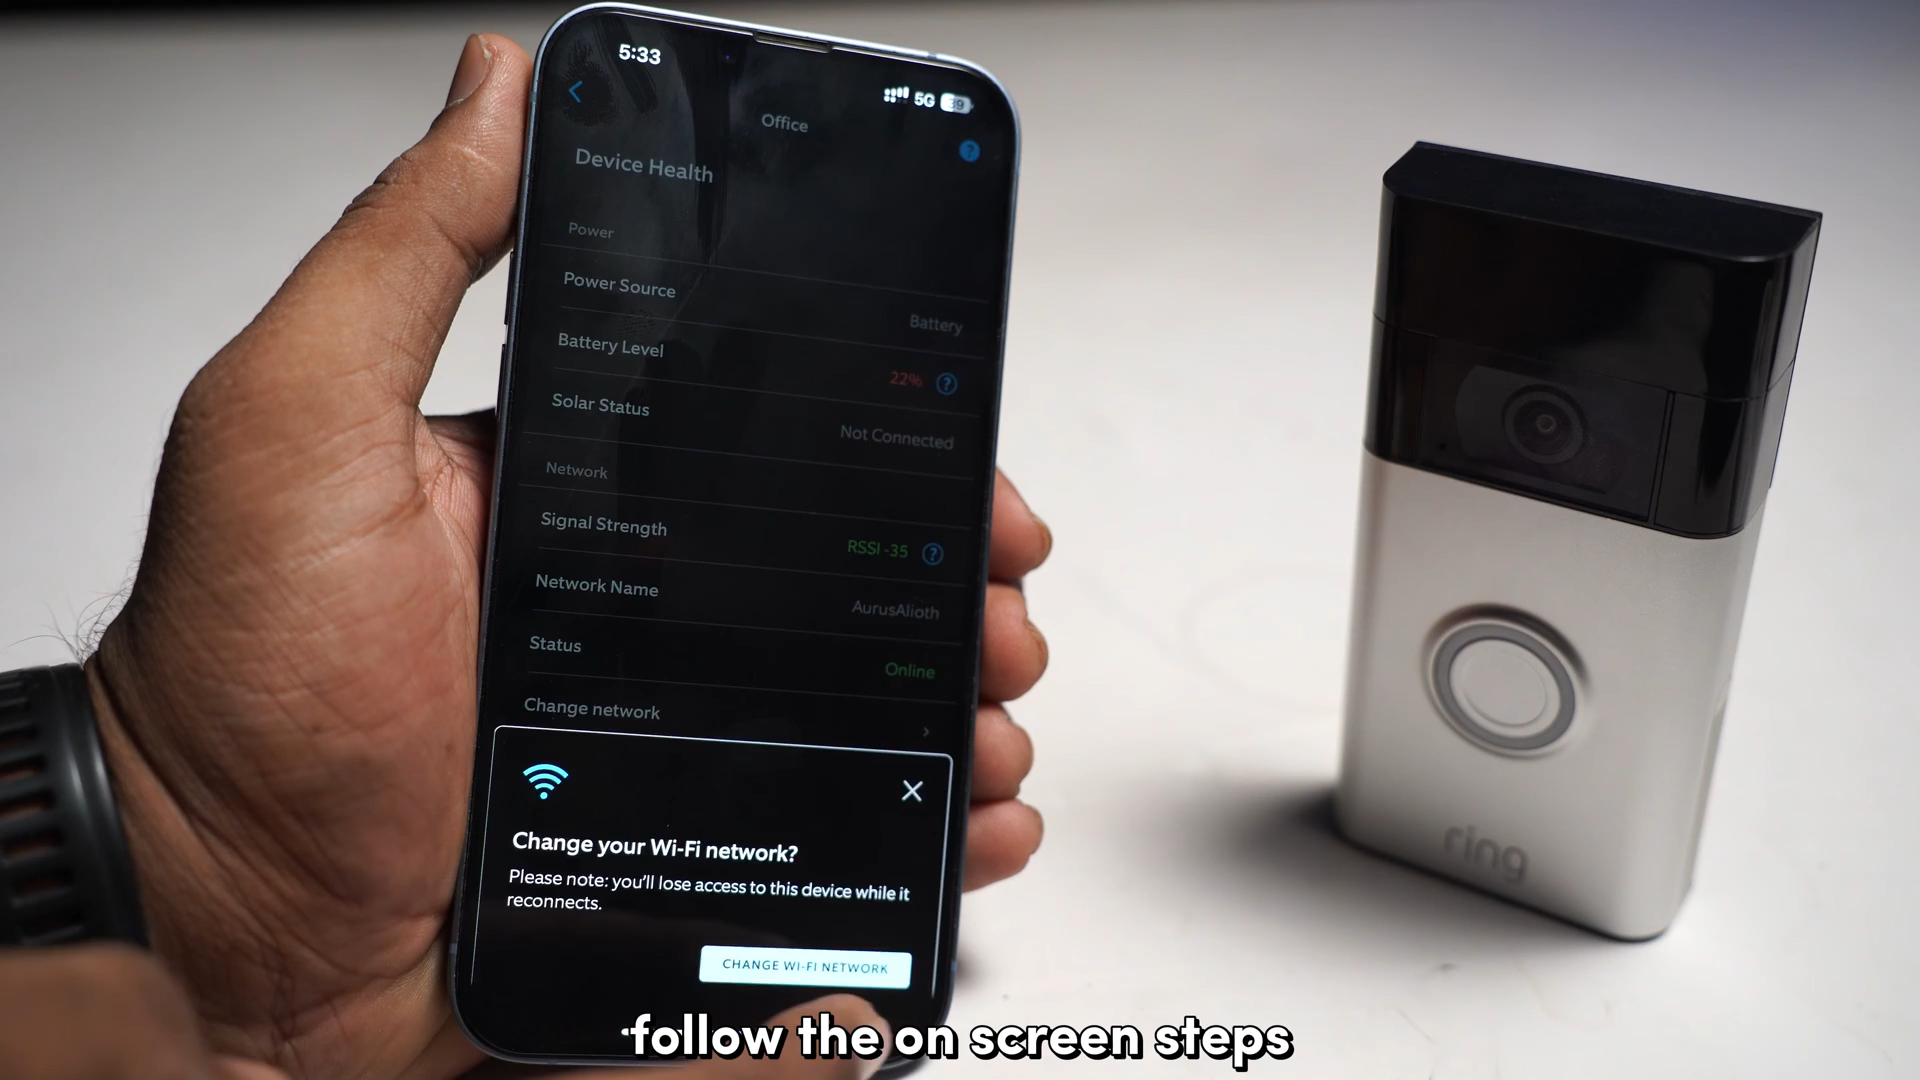 5:33
5G 39
Office
Device Health
Power
Power Source
Battery
Battery Level
22% ?
Solar Status
Not Connected
Network
Signal Strength
RSSI -35 ?
Network Name
AurusAlioth
Status
Online
Change network
Change your Wi-Fi network?
Please note: you'll lose access to this device while it
reconnects.
CHANGE WI-FI NETWORK
ring
follow the on screen steps